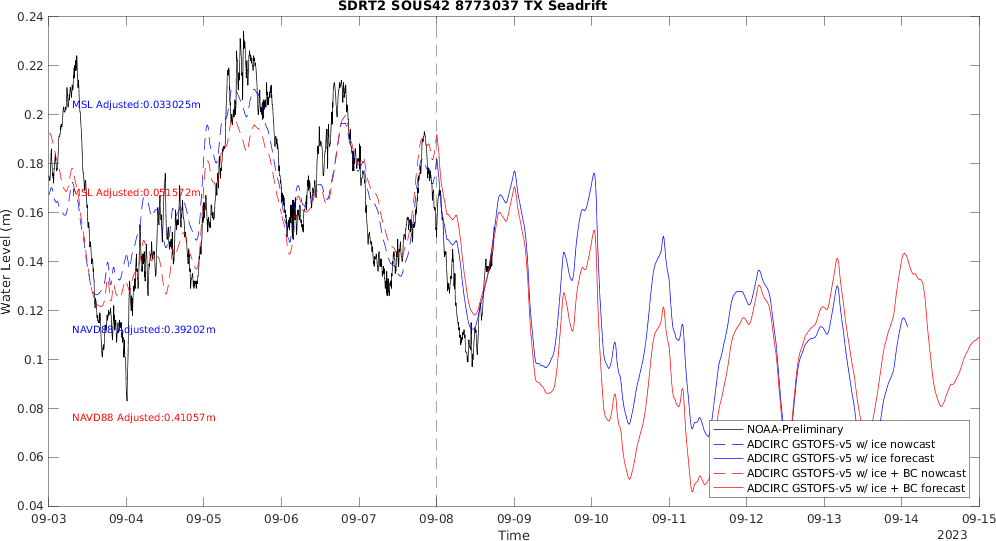 SDRT2 SOUS42 8773037 TX Seadrift
Water Level (m)
0.24
0.22
0.2
0.18
0.16
0.14
0.12
0.1
0.08
0.06
0.04
MSL Adjusted:0.033025m
MSL Adjusted:0.051572m
NAVD88 Adjusted:0.39202m
NAVD88 Adjusted:0.41057m
NOAA-Preliminary
ADCIRC GSTOFS-v5 w/ ice nowcast
ADCIRC GSTOFS-v5 w/ ice forecast
ADCIRC GSTOFS-v5 w/ ice + BC nowcast
ADCIRC GSTOFS-v5 w/ ice + BC forecast
09-03 09-04 09-05 09-06 09-07 09-08 09-09 09-10 09-11 09-12 09-13 09-14 09-15
Time
2023